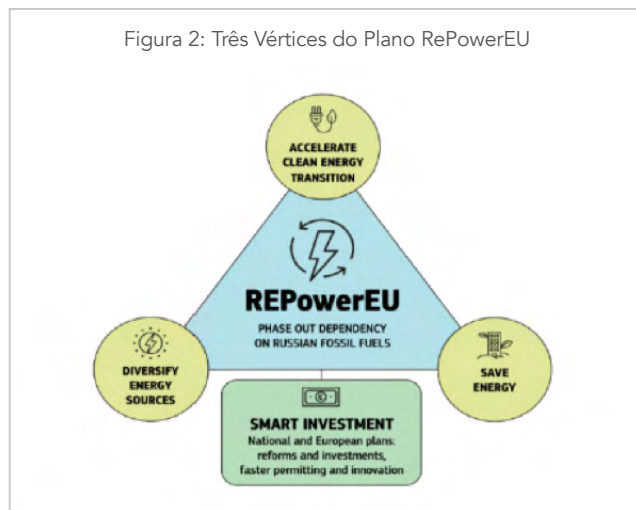 Figura 2: Três Vértices do Plano RePowerEU
ACCELERATE
CLEAN ENERGY
TRANSITION
REPowerEU
PHASE OUT DEPENDENCY
ON RUSSIAN FOSSIL FUELS
DIVERSIFY
ENERGY
SOURCES
SAVE
ENERGY
SMART INVESTMENT
National and European plans:
reforms and investments,
faster permitting and innovation